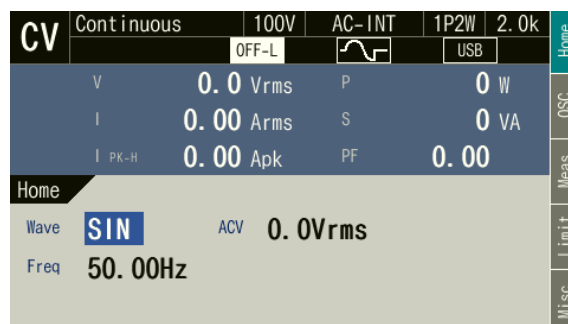 CV Continuous 100V AC-INT 1P2W 2.0k
OFF-L USB
V 0.0 Vrms P 0 W
I 0.00 Arms S 0 VA
I PK-H 0.00 Apk PF 0.00
Home
Wave SIN ACV 0.0Vrms
Freq 50.00Hz
Home
OSC
Meas
Limit
Misc